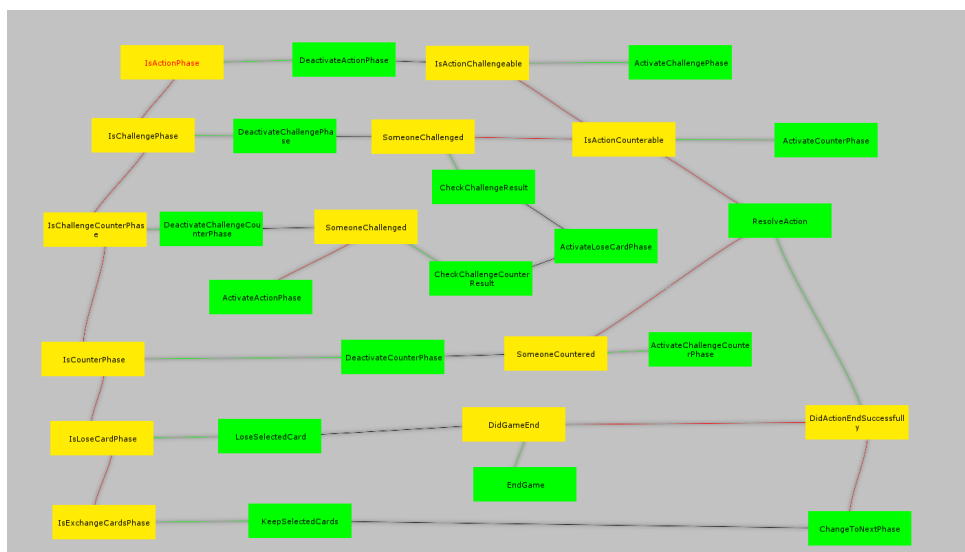 IsActionPhase
DeactivateActionPhase
IsActionChallengeable
ActivateChallengePhase
IsChallengePhase
DeactivateChallengePha
se
SomeoneChallenged
IsActionCounterable
ActivateCounterPhase
CheckChallengeResult
IsChallengeCounterPhas
e
DeactivateChallengeCou
nterPhase
SomeoneChallenged
ResolveAction
ActivateLoseCardPhase
CheckChallengeCounter
Result
ActivateActionPhase
IsCounterPhase
DeactivateCounterPhase
SomeoneCountered
ActivateChallengeCounte
rPhase
IsLoseCardPhase
LoseSelectedCard
DidGameEnd
DidActionEndSuccessfull
y
EndGame
IsExchangeCardsPhase
KeepSelectedCards
ChangeToNextPhase